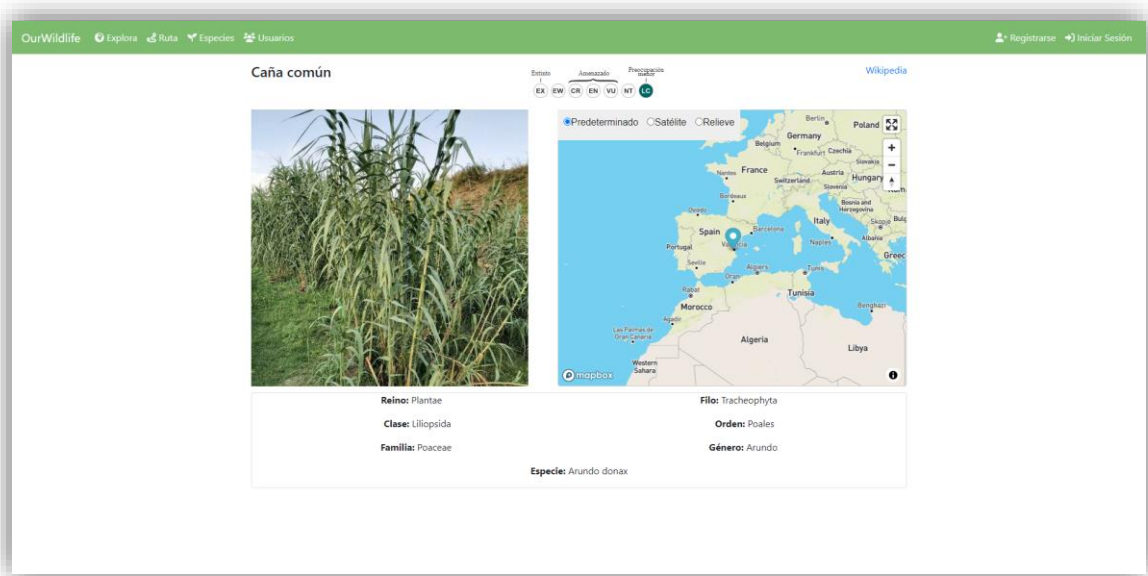 OurWildlife Explora Ruta Especies Usuarios Registrarse Iniciar Sesión
Caña común
Extinto Amenazado Preocupación menor
EX EW CR EN VU NT LC
Wikipedia
Predeterminado Satélite Relieve
Berlin
Poland
Germany
Belgium
Frankfurt Czechia
Slovakia
Nantes France
Austria
Switzerland
Hungary
Slovenia
Bordeaux
Bosnia and
Herzegovina
Oviedo
Italy
Skopje
Spain
Barcelona
Albania
Naples
Portugal
Seville
Algiers
Tunis
Oran
Rabat
Tunisia
Morocco
Benghazi
Agadir
Las Palmas de
Gran Canaria
Algeria
Libya
Western
Sahara
mapbox
Reino: Plantae Filo: Tracheophyta
Clase: Liliopsida Orden: Poales
Familia: Poaceae Género: Arundo
Especie: Arundo donax